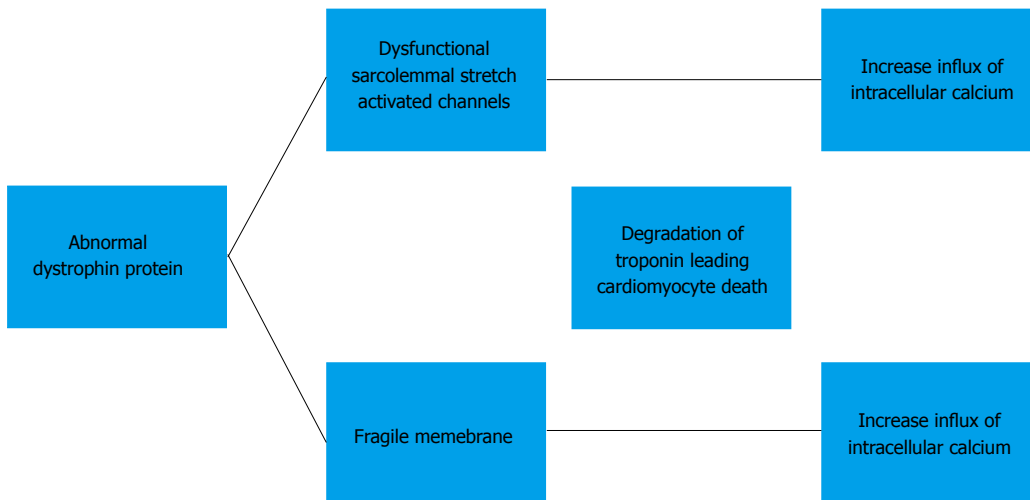 Dysfunctional
sarcolemmal stretch
activated channels
Increase influx of
intracellular calcium
Abnormal
dystrophin protein
Degradation of
troponin leading
cardiomyocyte death
Fragile memebrane
Increase influx of
intracellular calcium